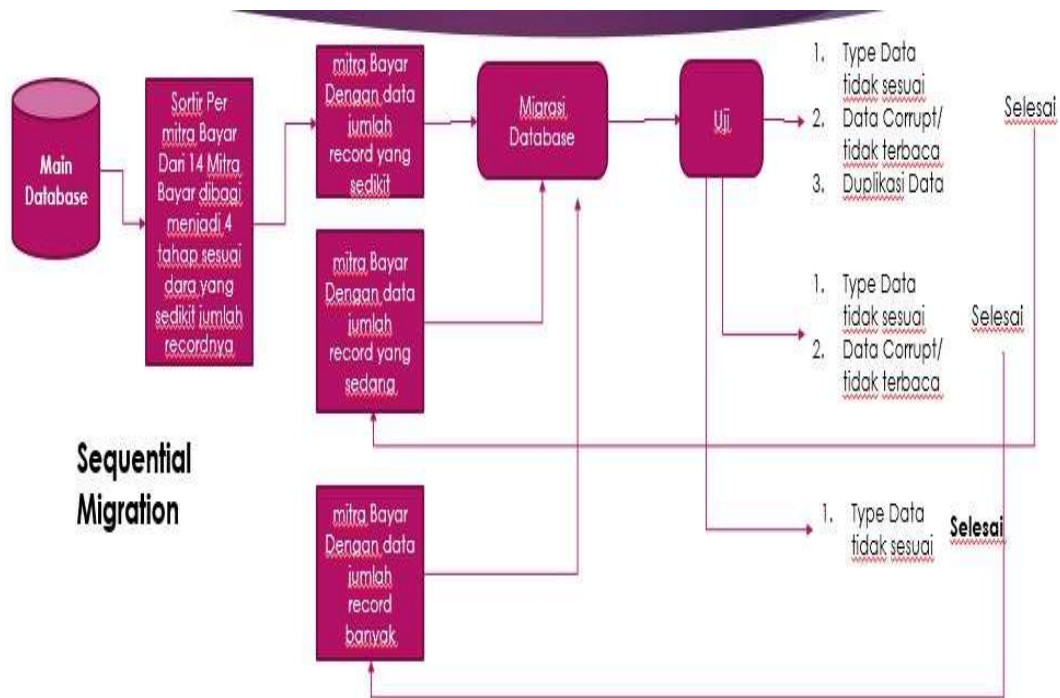 Main
Database
Sortir Per
mitra Bayar
Dari 14 Mitra
Bayar dibagi
menjadi 4
tahap sesuai
dara yang
sedikit jumlah
recordnya
mitra Bayar
Dengan data
jumlah
record yang
sedikit
Migrasi
Database
Uji
1. Type Data
tidak sesuai
2. Data Corrupt/
tidak terbaca
3. Duplikasi Data
Selesai
mitra Bayar
Dengan data
jumlah
record yang
sedang
1. Type Data
tidak sesuai
2. Data Corrupt/
tidak terbaca
Selesai
Sequential
Migration
mitra Bayar
Dengan data
jumlah
record
banyak
1. Type Data
tidak sesuai
Selesai